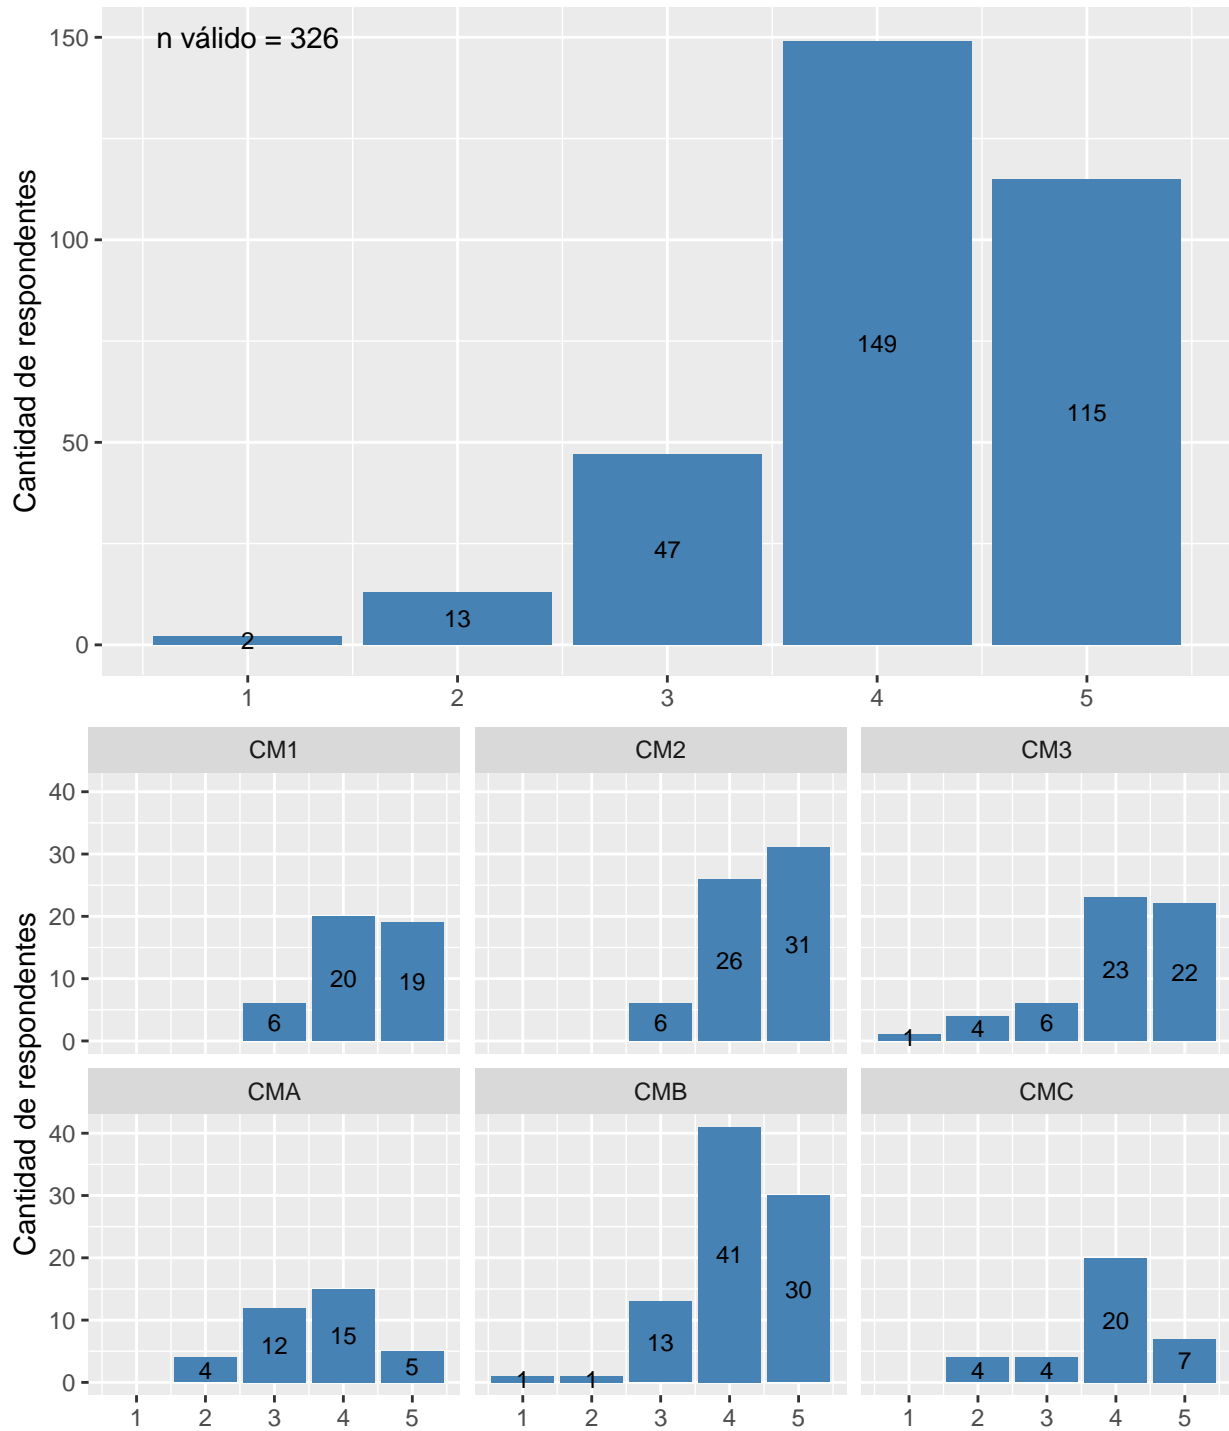 n válido = 326
Cantidad de respondentes
150
100
50
0
149
115
47
13
2
1 2 3 4 5
Cantidad de respondentes
CM1 CM2 CM3
40
30
20
10
0
6 20 19
6 26 31
1 4 6 23 22
CMA CMB CMC
40
30
20
10
0
4 12 15 5
1 1 13 41 30
4 4 20 7
1 2 3 4 5 1 2 3 4 5 1 2 3 4 5